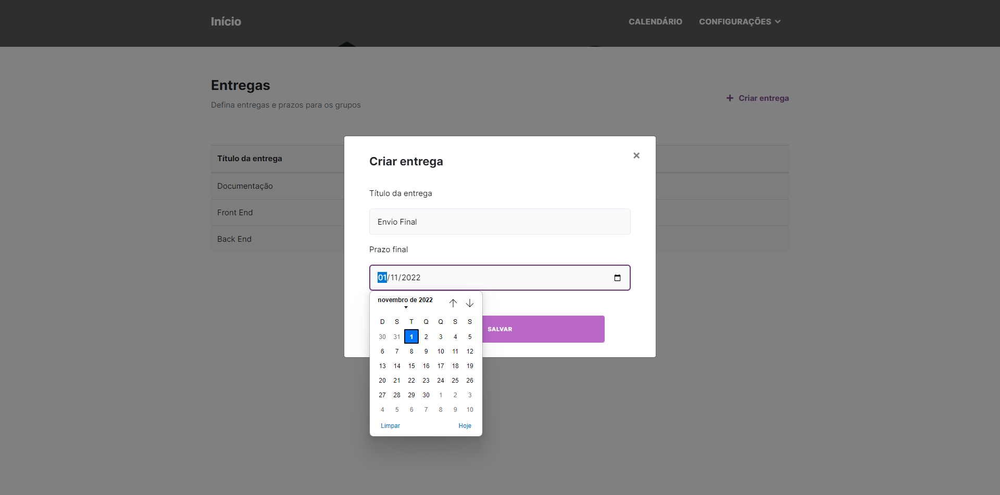 Início
CALENDÁRIO
CONFIGURAÇÕES
Entregas
Defina entregas e prazos para os grupos
Criar entrega
Título da entrega
Documentação
Front End
Back End
Criar entrega
×
Título da entrega
Envio Final
Prazo final
01/11/2022
novembro de 2022
D S T Q Q S S
30 31 1 2 3 4 5
6 7 8 9 10 11 12
13 14 15 16 17 18 19
20 21 22 23 24 25 26
27 28 29 30 1 2 3
4 5 6 7 8 9 10
Limpar
Hoje
SALVAR